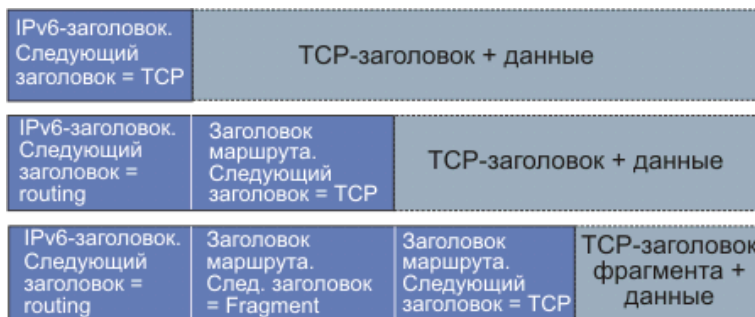 IPv6-заголовок.
Следующий
заголовок = TCP
TCP-заголовок + данные
IPv6-заголовок.
Следующий
заголовок =
routing
Заголовок
маршрута.
Следующий
заголовок = TCP
TCP-заголовок + данные
IPv6-заголовок.
Следующий
заголовок =
routing
Заголовок
маршрута.
След. заголовок
= Fragment
Заголовок
маршрута.
Следующий
заголовок = TCP
TCP-заголовок
фрагмента +
данные